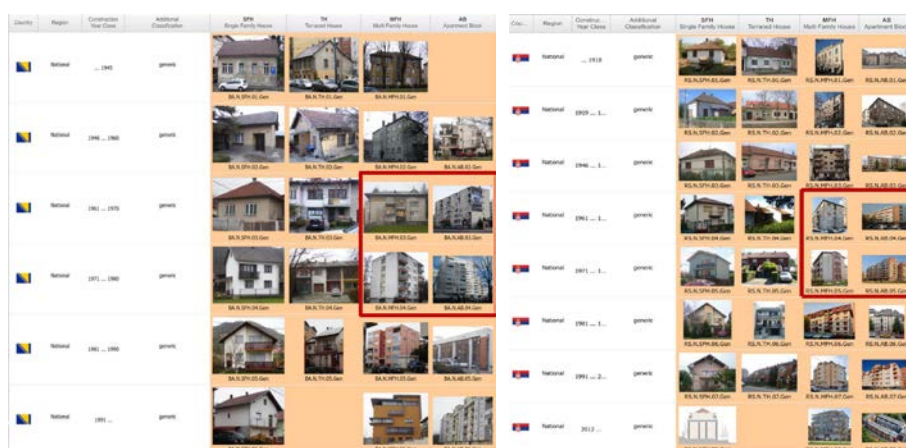 Country Region Construction Year Class Additional Classification SFH Single Family House TH Terraced House MFH Multi Family House AB Apartment Block
National ... 1945 generic
BA.N.SFH.01.Gen BA.N.TH.01.Gen BA.N.MFH.01.Gen
National 1946 ... 1960 generic
BA.N.SFH.02.Gen BA.N.TH.02.Gen BA.N.MFH.02.Gen BA.N.AB.02.Gen
National 1961 ... 1970 generic
BA.N.SFH.03.Gen BA.N.TH.03.Gen BA.N.MFH.03.Gen BA.N.AB.03.Gen
National 1971 ... 1980 generic
BA.N.SFH.04.Gen BA.N.TH.04.Gen BA.N.MFH.04.Gen BA.N.AB.04.Gen
National 1981 ... 1990 generic
BA.N.SFH.05.Gen BA.N.TH.05.Gen BA.N.MFH.05.Gen BA.N.AB.05.Gen
National 1991 ... generic
Cou... Region Construc... Year Class Additional Classification SFH Single Family House TH Terraced House MFH Multi Family House AB Apartment Block
National ... 1918 generic
RS.N.SFH.01.Gen RS.N.TH.01.Gen RS.N.MFH.01.Gen RS.N.AB.01.Gen
National 1919 ... 1... generic
RS.N.SFH.02.Gen RS.N.TH.02.Gen RS.N.MFH.02.Gen RS.N.AB.02.Gen
National 1946 ... 1... generic
RS.N.SFH.03.Gen RS.N.TH.03.Gen RS.N.MFH.03.Gen RS.N.AB.03.Gen
National 1961 ... 1... generic
RS.N.SFH.04.Gen RS.N.TH.04.Gen RS.N.MFH.04.Gen RS.N.AB.04.Gen
National 1971 ... 1... generic
RS.N.SFH.05.Gen RS.N.TH.05.Gen RS.N.MFH.05.Gen RS.N.AB.05.Gen
National 1981 ... 1... generic
RS.N.SFH.06.Gen RS.N.TH.06.Gen RS.N.MFH.06.Gen RS.N.AB.06.Gen
National 1991 ... 2... generic
RS.N.SFH.07.Gen RS.N.TH.07.Gen RS.N.MFH.07.Gen RS.N.AB.07.Gen
National 2013 ... generic